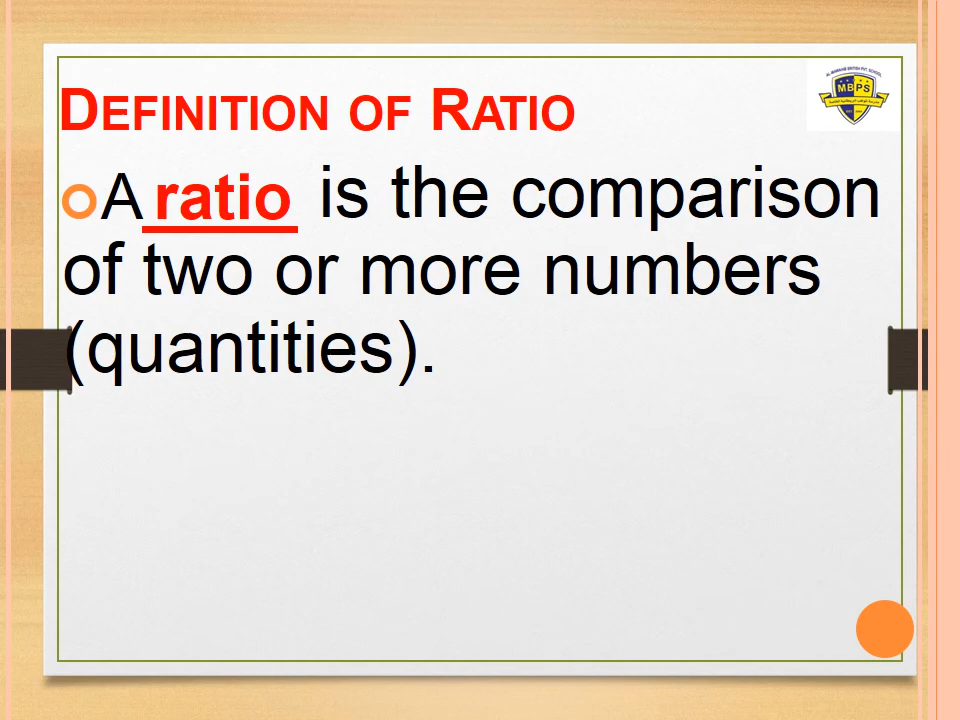 DEFINITION OF RATIO
A ratio is the comparison
of two or more numbers
(quantities).
MBPS